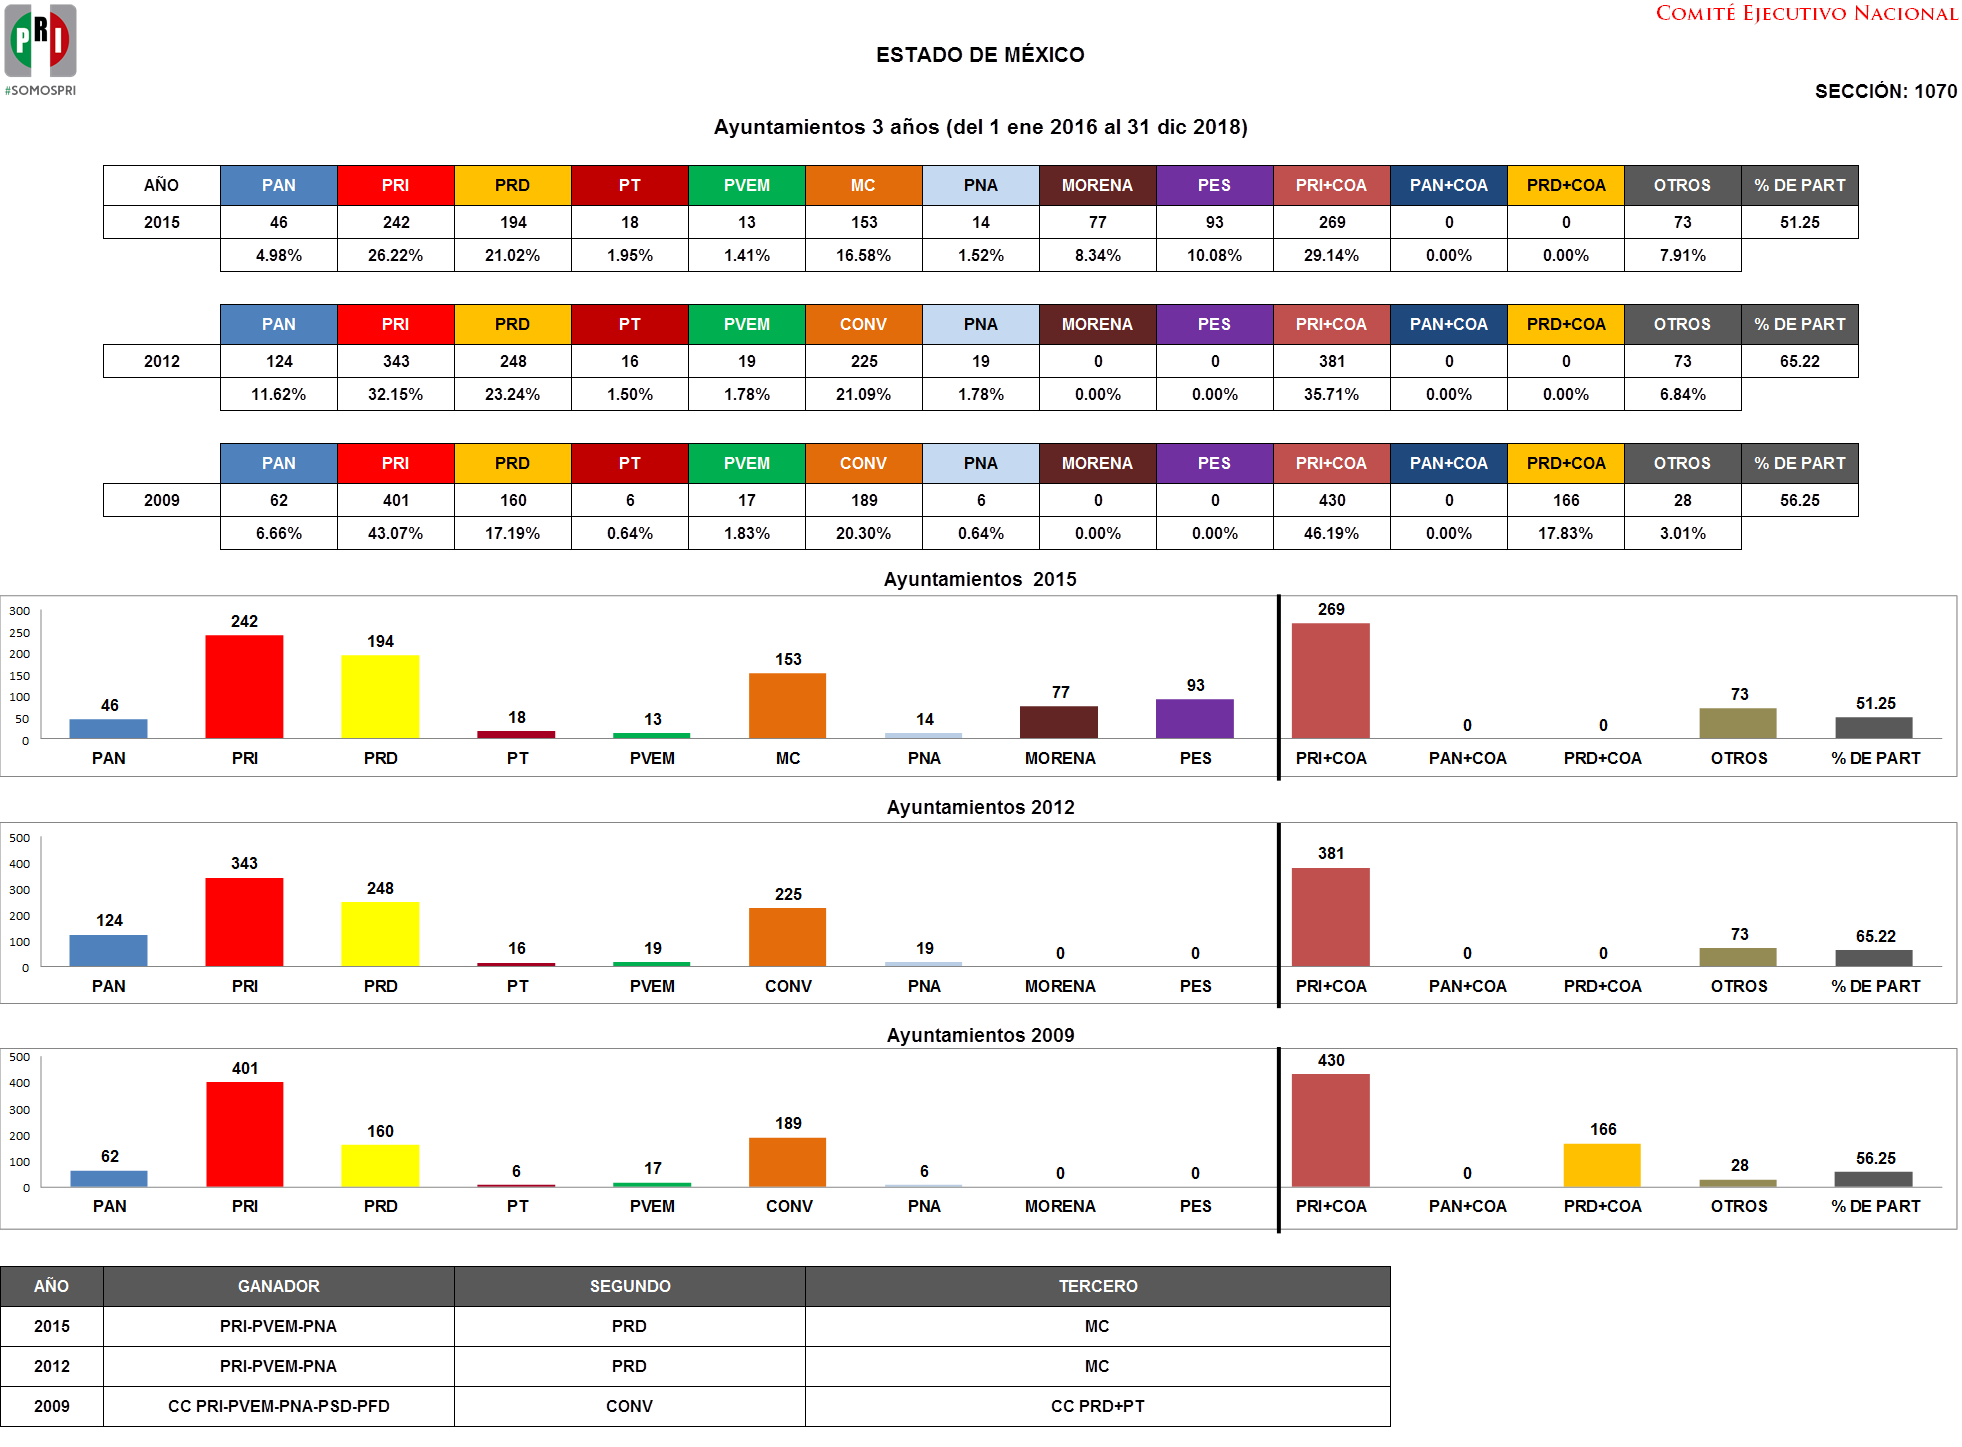 PRI
#SOMOSPRI
COMITÉ EJECUTIVO NACIONAL
ESTADO DE MÉXICO
SECCIÓN: 1070
Ayuntamientos 3 años (del 1 ene 2016 al 31 dic 2018)
AÑO PAN PRI PRD PT PVEM MC PNA MORENA PES PRI+COA PAN+COA PRD+COA OTROS % DE PART
2015 46 242 194 18 13 153 14 77 93 269 0 0 73 51.25
4.98% 26.22% 21.02% 1.95% 1.41% 16.58% 1.52% 8.34% 10.08% 29.14% 0.00% 0.00% 7.91%
PAN PRI PRD PT PVEM CONV PNA MORENA PES PRI+COA PAN+COA PRD+COA OTROS % DE PART
2012 124 343 248 16 19 225 19 0 0 381 0 0 73 65.22
11.62% 32.15% 23.24% 1.50% 1.78% 21.09% 1.78% 0.00% 0.00% 35.71% 0.00% 0.00% 6.84%
PAN PRI PRD PT PVEM CONV PNA MORENA PES PRI+COA PAN+COA PRD+COA OTROS % DE PART
2009 62 401 160 6 17 189 6 0 0 430 0 166 28 56.25
6.66% 43.07% 17.19% 0.64% 1.83% 20.30% 0.64% 0.00% 0.00% 46.19% 0.00% 17.83% 3.01%
Ayuntamientos 2015
300
250
200
150
100
50
0
46 242 194 18 13 153 14 77 93 269 0 0 73 51.25
PAN PRI PRD PT PVEM MC PNA MORENA PES PRI+COA PAN+COA PRD+COA OTROS % DE PART
Ayuntamientos 2012
500
400
300
200
100
0
124 343 248 16 19 225 19 0 0 381 0 0 73 65.22
PAN PRI PRD PT PVEM CONV PNA MORENA PES PRI+COA PAN+COA PRD+COA OTROS % DE PART
Ayuntamientos 2009
500
400
300
200
100
0
62 401 160 6 17 189 6 0 0 430 0 166 28 56.25
PAN PRI PRD PT PVEM CONV PNA MORENA PES PRI+COA PAN+COA PRD+COA OTROS % DE PART
AÑO GANADOR SEGUNDO TERCERO
2015 PRI-PVEM-PNA PRD MC
2012 PRI-PVEM-PNA PRD MC
2009 CC PRI-PVEM-PNA-PSD-PFD CONV CC PRD+PT